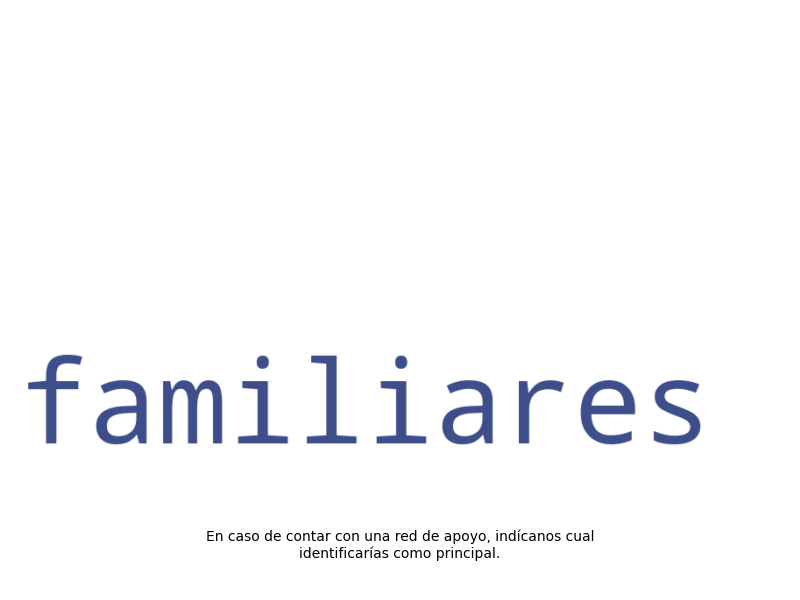 familiares
En caso de contar con una red de apoyo, indícanos cual
identificarías como principal.